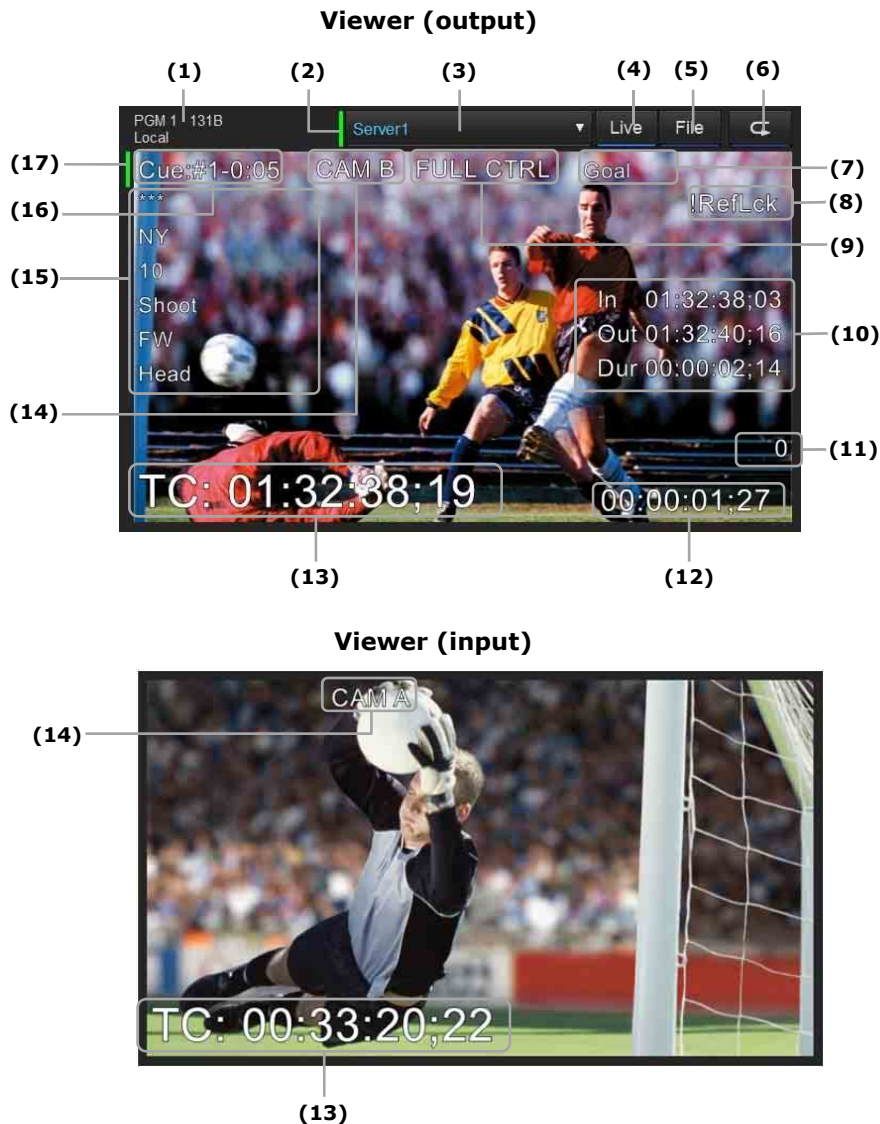 Viewer (output)
(1) (2) (3) (4) (5) (6)
PGM 1 131B
Local
Server1 ▼ Live File
(17) Cue:#1-0:05 CAM B FULL CTRL Goal (7)
(16) *** !RefLck (8)
NY (9)
(15) 10
Shoot In 01:32:38;03
FW Out 01:32:40;16 (10)
Head Dur 00:00:02;14
(14)
0 (11)
TC: 01:32:38;19 00:00:01;27
(13) (12)
Viewer (input)
CAM A
(14)
TC: 00:33:20;22
(13)